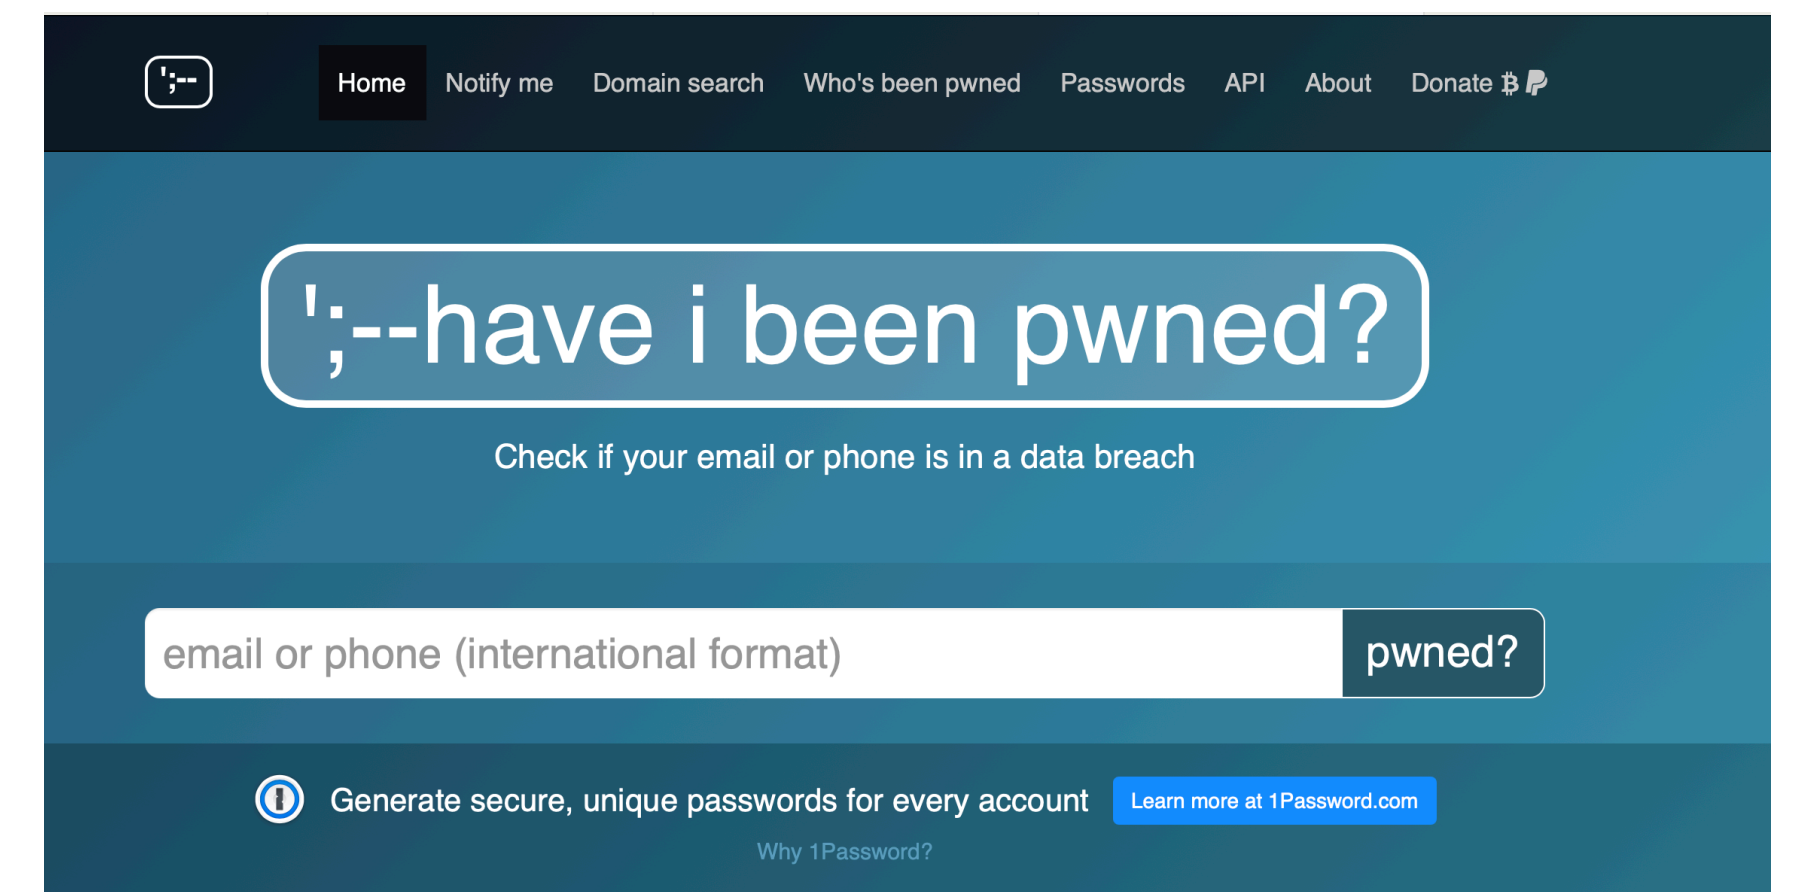 ';--
Home Notify me Domain search Who's been pwned Passwords API About Donate
';--have i been pwned?
Check if your email or phone is in a data breach
email or phone (international format) pwned?
Generate secure, unique passwords for every account Learn more at 1Password.com
Why 1Password?